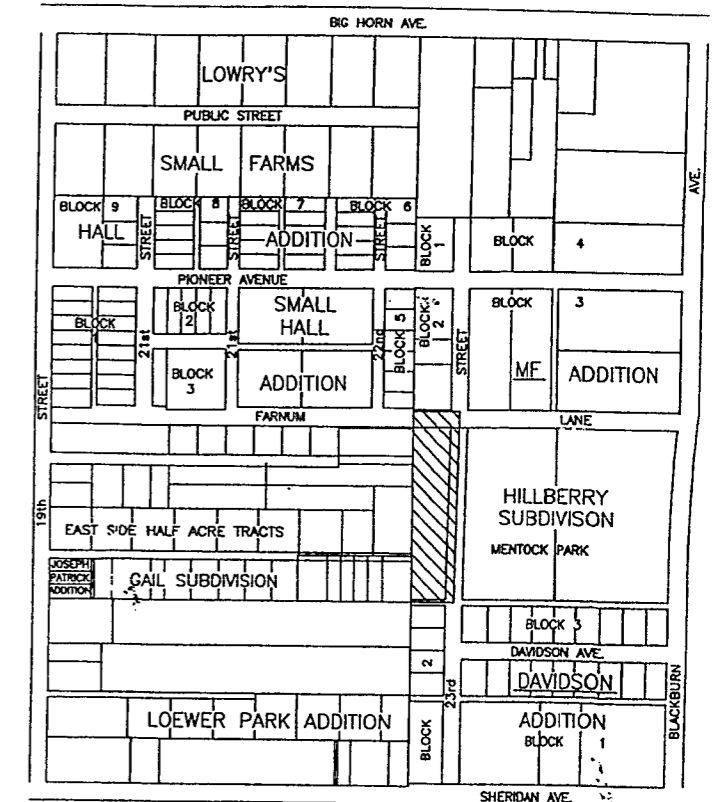 BIG HORN AVE.
LOWRY'S
PUBLIC STREET
SMALL FARMS
AVE.
BLOCK 9
BLOCK 8
BLOCK 7
BLOCK 6
HALL
STREET
STREET
ADDITION
STREET
BLOCK 1
BLOCK 4
PIONEER AVENUE
BLOCK
BLOCK 2
SMALL
HALL
BLOCK 5
BLOCK 2
BLOCK 3
21st
21st
22nd
STREET
BLOCK
3
ADDITION
MF ADDITION
STREET
FARNUM
LANE
19th
HILLBERRY
SUBDIVISON
EAST SIDE HALF ACRE TRACTS
MENTOCK PARK
JOSEPH
PATRICK
ADDITION
GAIL SUBDIVISION
BLOCK 3
DAVIDSON AVE.
2
DAVIDSON
23rd
BLACKBURN
LOEWER PARK ADDITION
BLOCK
ADDITION
BLOCK 1
SHERIDAN AVE.